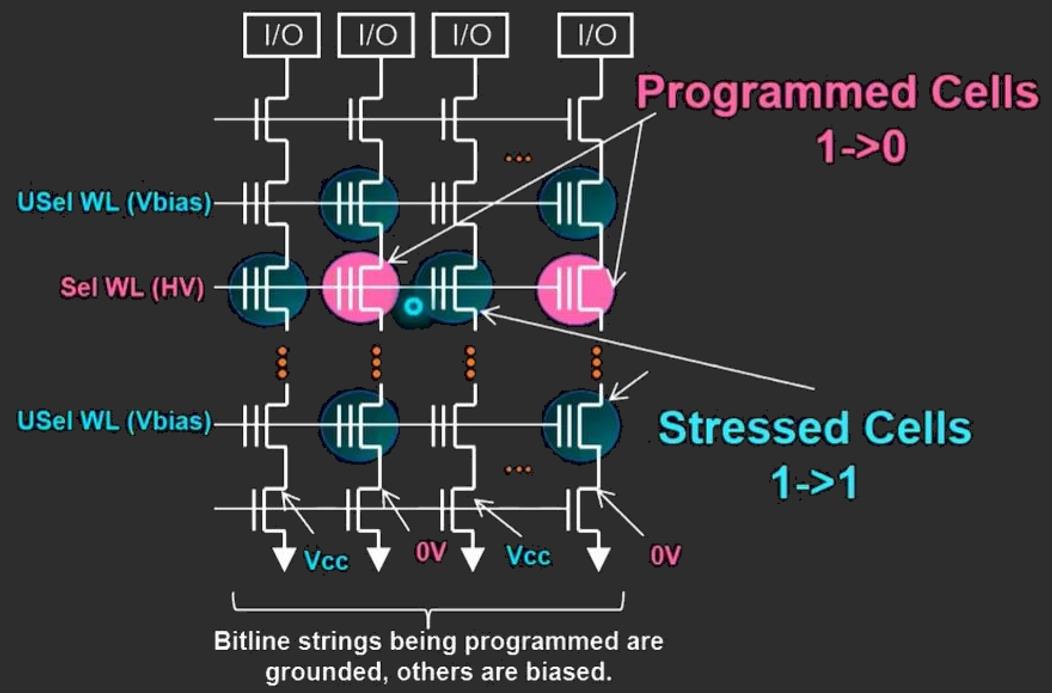 I/O I/O I/O I/O
Programmed Cells
1->0
USel WL (Vbias)
Sel WL (HV)
USel WL (Vbias)
Stressed Cells
1->1
Vcc 0V Vcc 0V
Bitline strings being programmed are
grounded, others are biased.